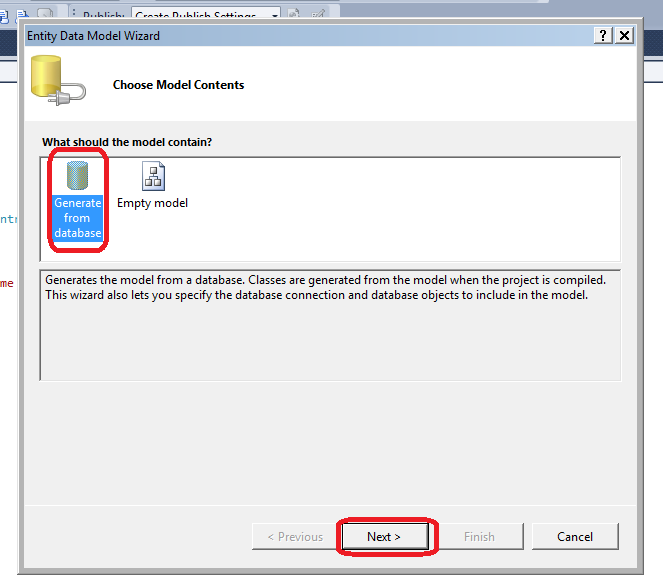 Publish: Create Publish Settings
Entity Data Model Wizard
Choose Model Contents
What should the model contain?
Generate
from
database
Empty model
ntr
me
Generates the model from a database. Classes are generated from the model when the project is compiled.
This wizard also lets you specify the database connection and database objects to include in the model.
< Previous
Next >
Finish
Cancel